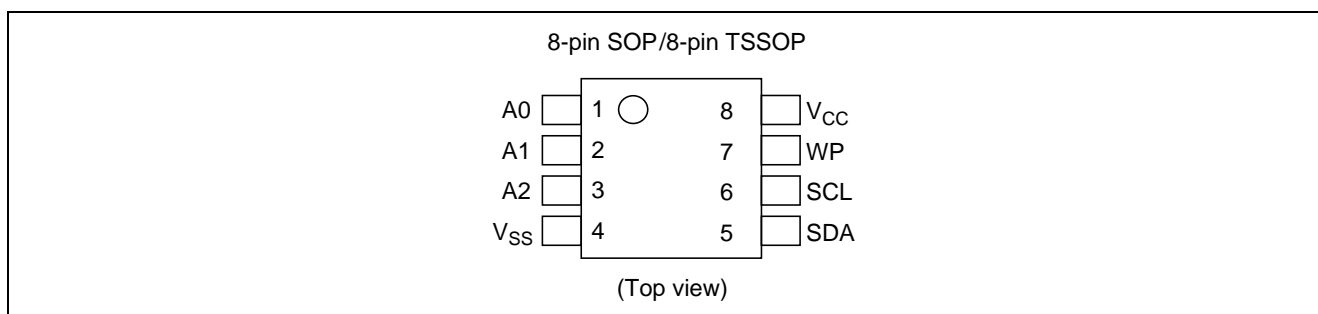 8-pin SOP/8-pin TSSOP
A0 1 8 VCC
A1 2 7 WP
A2 3 6 SCL
VSS 4 5 SDA
(Top view)